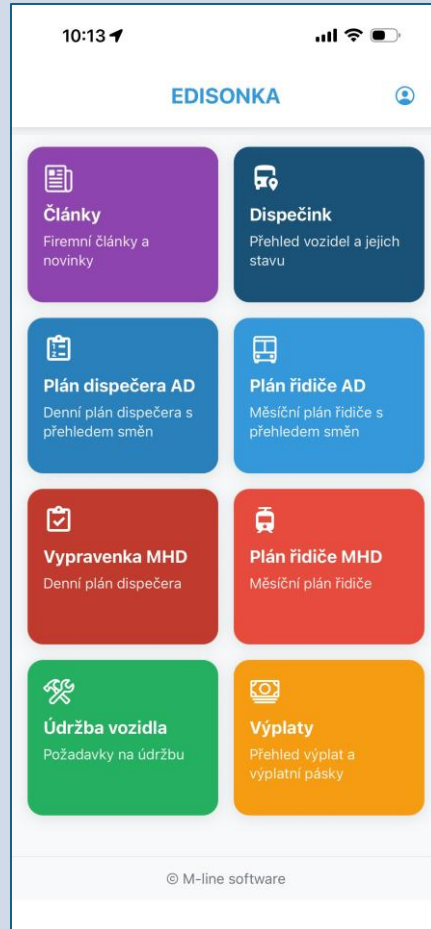 10:13
EDISONKA
Články
Firemní články a
novinky
Dispečink
Přehled vozidel a jejich
stavu
Plán dispečera AD
Denní plán dispečera s
přehledem směn
Plán řidiče AD
Měsíční plán řidiče s
přehledem směn
Vypravenka MHD
Denní plán dispečera
Plán řidiče MHD
Měsíční plán řidiče
Údržba vozidla
Požadavky na údržbu
Výplaty
Přehled výplat a
výplatní pásky
© M-line software